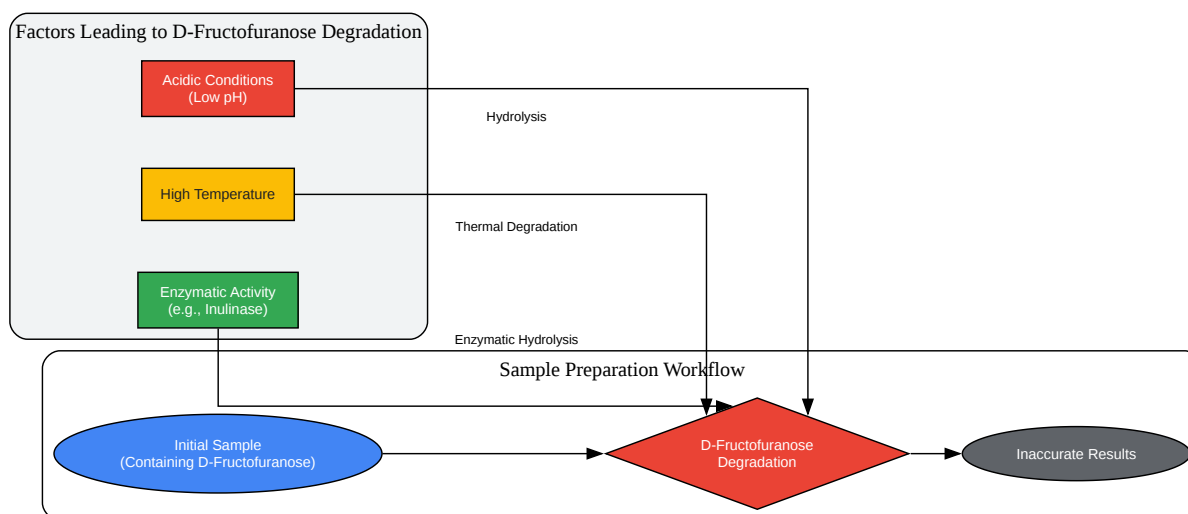 Factors Leading to D-Fructofuranose Degradation
Acidic Conditions
(Low pH)
Hydrolysis
High Temperature
Thermal Degradation
Enzymatic Activity
(e.g., Inulinase)
Enzymatic Hydrolysis
Sample Preparation Workflow
Initial Sample
(Containing D-Fructofuranose)
D-Fructofuranose
Degradation
Inaccurate Results